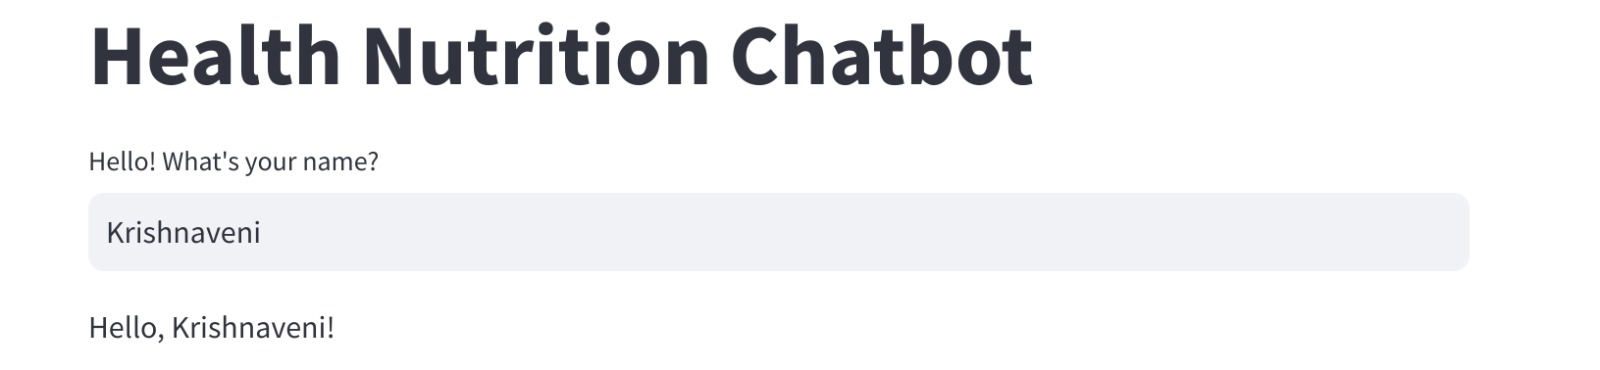 Health Nutrition Chatbot
Hello! What's your name?
Krishnaveni
Hello, Krishnaveni!